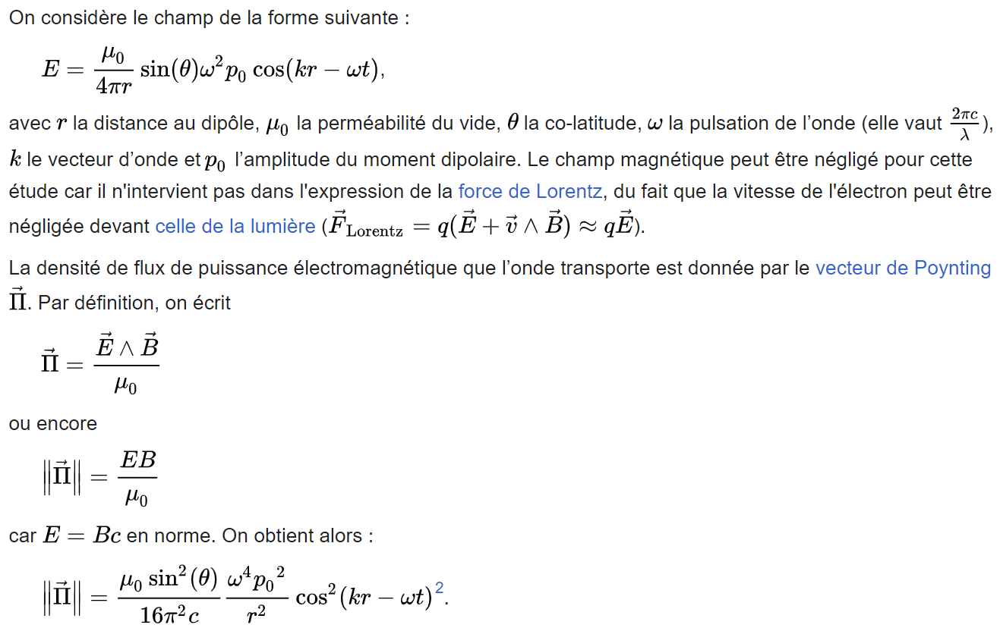 On considère le champ de la forme suivante :
$E = \frac{\mu_0}{4\pi r} \sin(\theta)\omega^2 p_0 \cos(kr - \omega t)$,
avec $r$ la distance au dipôle, $\mu_0$ la perméabilité du vide, $\theta$ la co-latitude, $\omega$ la pulsation de l’onde (elle vaut $\frac{2\pi c}{\lambda}$),
$k$ le vecteur d’onde et $p_0$ l’amplitude du moment dipolaire. Le champ magnétique peut être négligé pour cette
étude car il n'intervient pas dans l'expression de la force de Lorentz, du fait que la vitesse de l'électron peut être
négligée devant celle de la lumière ($\vec{F}_{\mathrm{Lorentz}} = q(\vec{E} + \vec{v} \wedge \vec{B}) \approx q\vec{E}$).
La densité de flux de puissance électromagnétique que l’onde transporte est donnée par le vecteur de Poynting
$\vec{\Pi}$. Par définition, on écrit
$\vec{\Pi} = \frac{\vec{E} \wedge \vec{B}}{\mu_0}$
ou encore
$\left\|\vec{\Pi}\right\| = \frac{EB}{\mu_0}$
car $E = Bc$ en norme. On obtient alors :
$\left\|\vec{\Pi}\right\| = \frac{\mu_0 \sin^2(\theta)}{16\pi^2 c} \frac{\omega^4 {p_0}^2}{r^2} \cos^2(kr - \omega t)$$^2$.